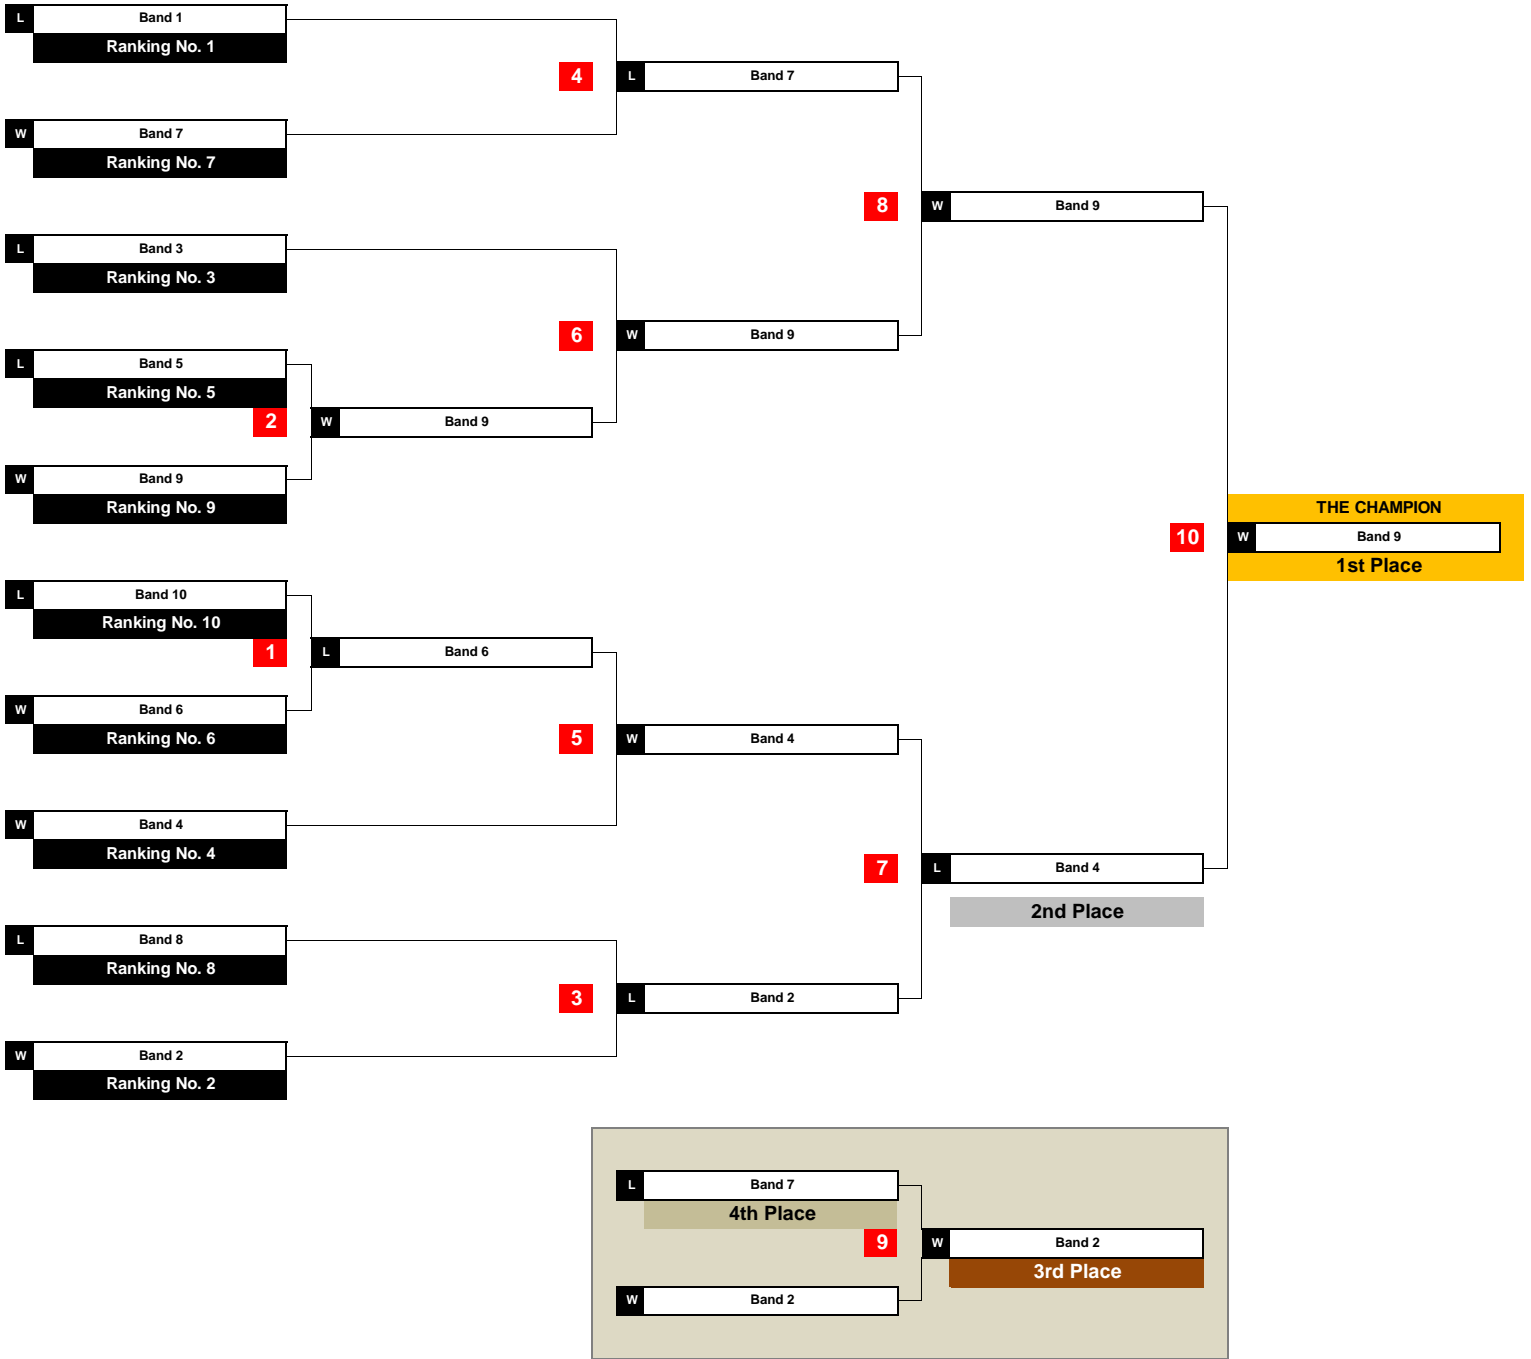 L Band 1
Ranking No. 1
4 L Band 7
W Band 7
Ranking No. 7
8 W Band 9
L Band 3
Ranking No. 3
6 W Band 9
L Band 5
Ranking No. 5
2 W Band 9
W Band 9
Ranking No. 9
THE CHAMPION
10 W Band 9
1st Place
L Band 10
Ranking No. 10
1 L Band 6
W Band 6
Ranking No. 6
5 W Band 4
W Band 4
Ranking No. 4
7 L Band 4
2nd Place
L Band 8
Ranking No. 8
3 L Band 2
W Band 2
Ranking No. 2
L Band 7
4th Place
9 W Band 2
3rd Place
W Band 2